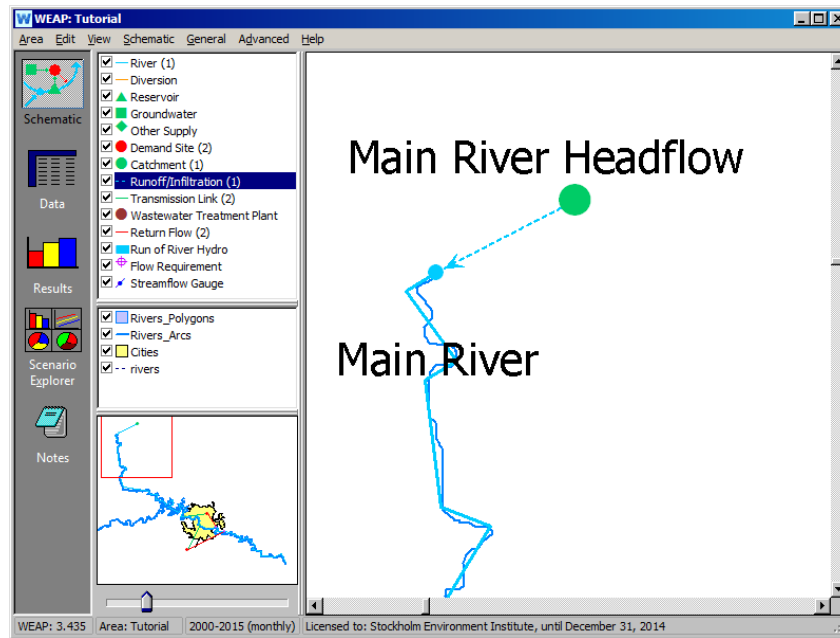 WEAP: Tutorial
Area Edit View Schematic General Advanced Help
Schematic
Data
Results
Scenario
Explorer
Notes
River (1)
Diversion
Reservoir
Groundwater
Other Supply
Demand Site (2)
Catchment (1)
Runoff/Infiltration (1)
Transmission Link (2)
Wastewater Treatment Plant
Return Flow (2)
Run of River Hydro
Flow Requirement
Streamflow Gauge
Rivers_Polygons
Rivers_Arcs
Cities
rivers
Main River Headflow
Main River
WEAP: 3.435 Area: Tutorial 2000-2015 (monthly) Licensed to: Stockholm Environment Institute, until December 31, 2014